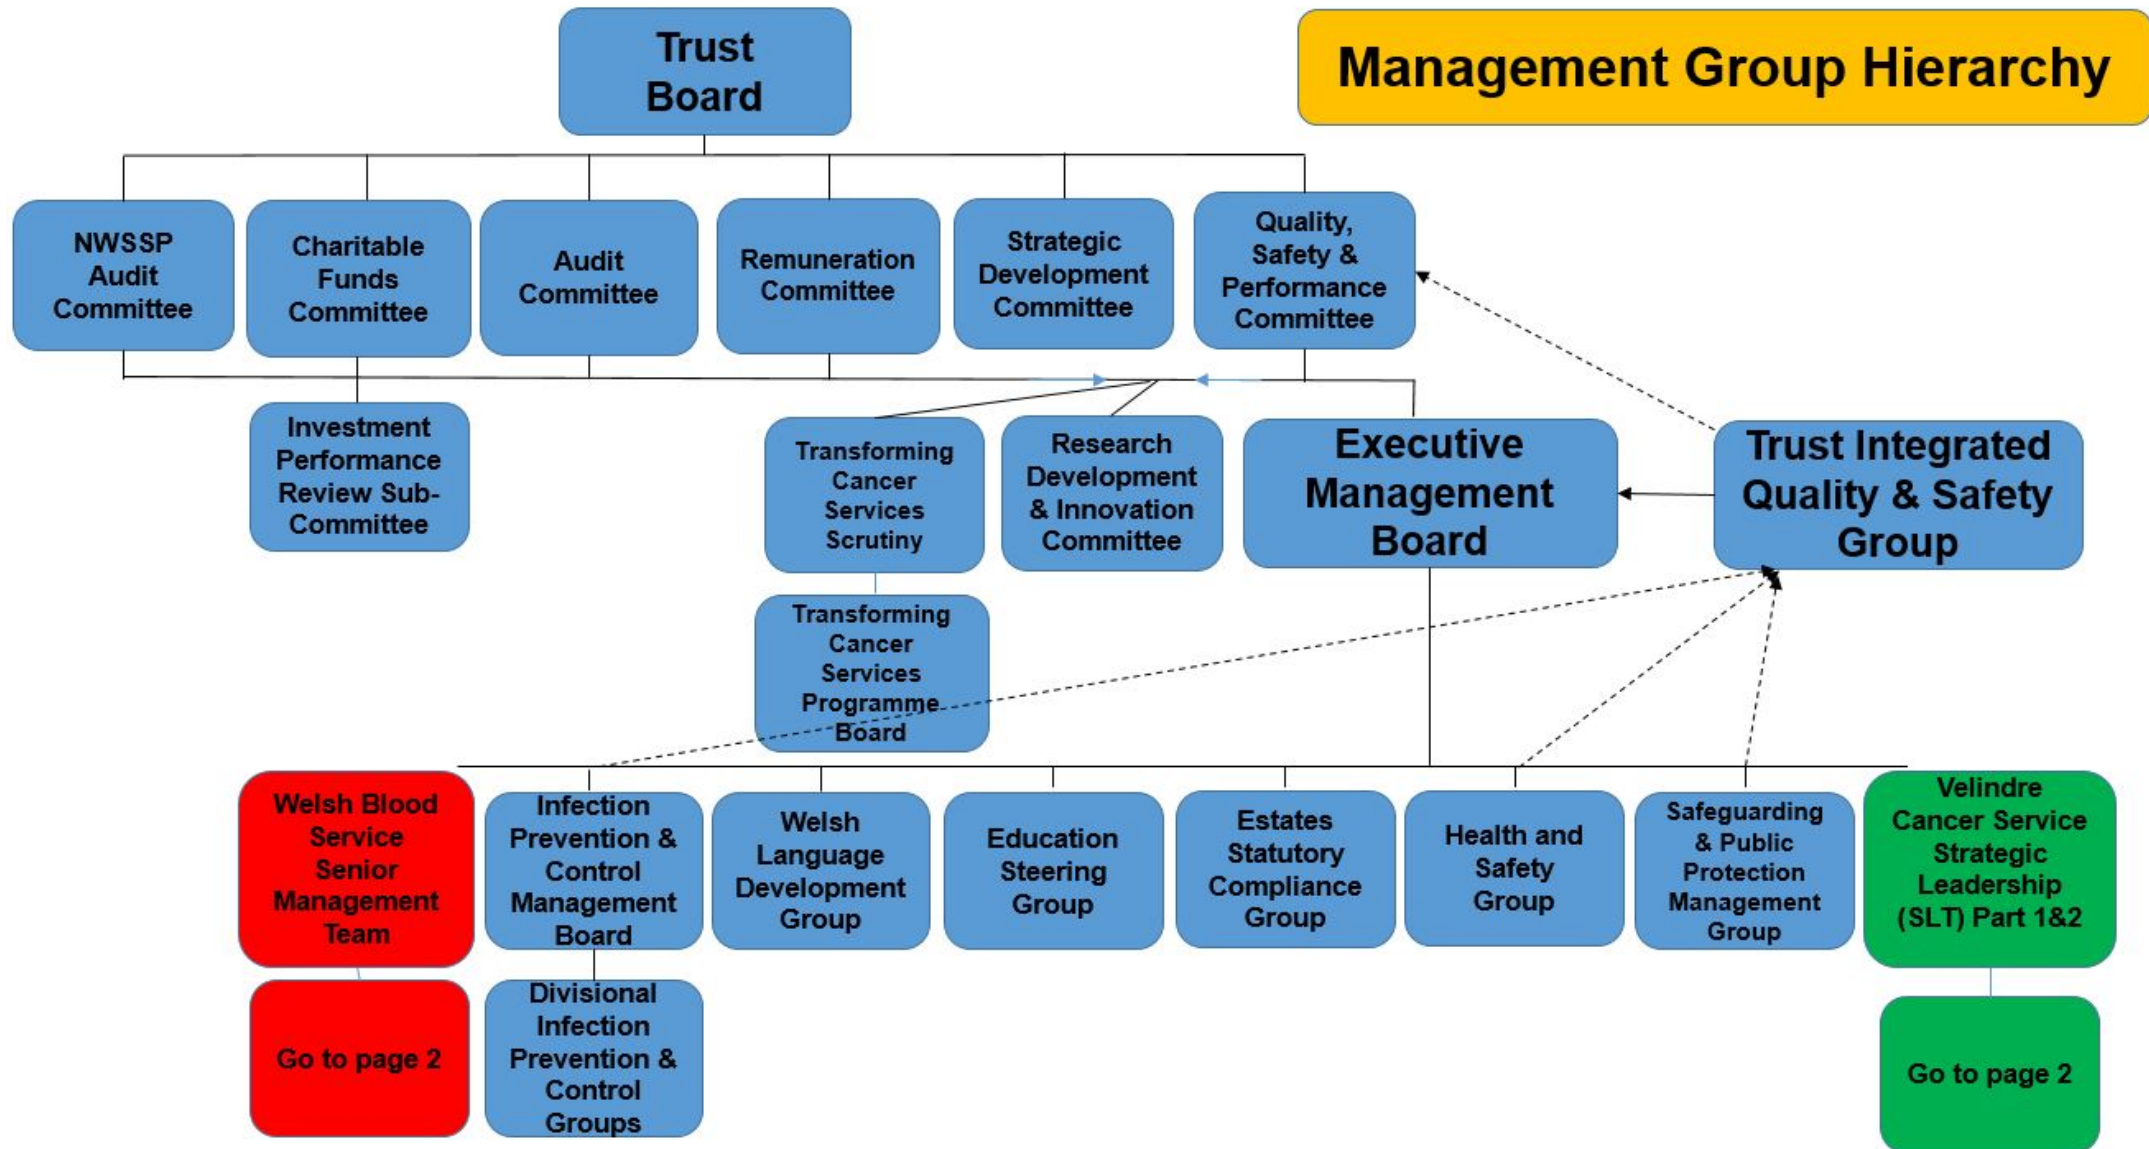 Trust
Board
Management Group Hierarchy
NWSSP
Audit
Committee
Charitable
Funds
Committee
Audit
Committee
Remuneration
Committee
Strategic
Development
Committee
Quality,
Safety &
Performance
Committee
Investment
Performance
Review Sub-
Committee
Transforming
Cancer
Services
Scrutiny
Research
Development
& Innovation
Committee
Executive
Management
Board
Trust Integrated
Quality & Safety
Group
Transforming
Cancer
Services
Programme
Board
Welsh Blood
Service
Senior
Management
Team
Infection
Prevention &
Control
Management
Board
Welsh
Language
Development
Group
Education
Steering
Group
Estates
Statutory
Compliance
Group
Health and
Safety
Group
Safeguarding
& Public
Protection
Management
Group
Velindre
Cancer Service
Strategic
Leadership
(SLT) Part 1&2
Go to page 2
Divisional
Infection
Prevention &
Control
Groups
Go to page 2